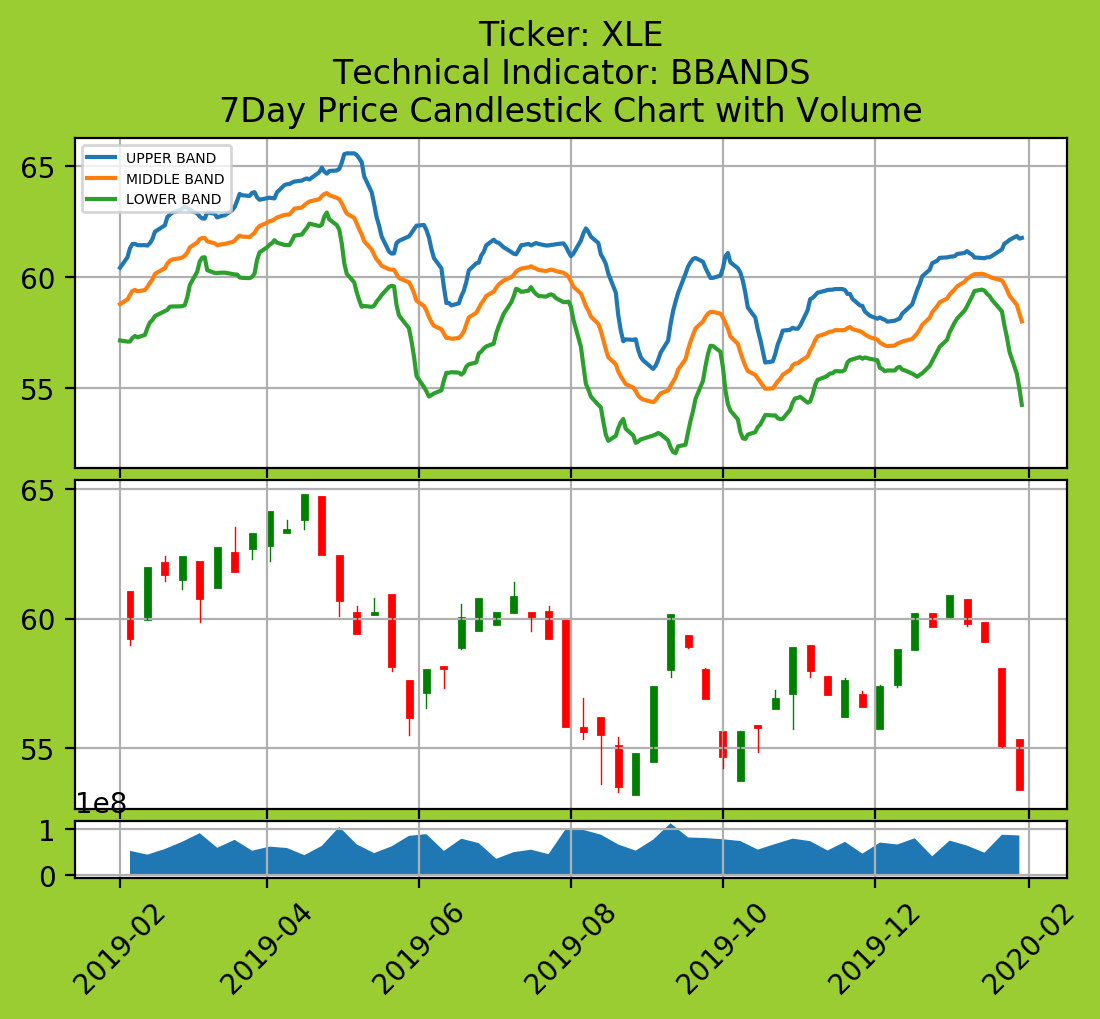 Ticker: XLE
Technical Indicator: BBANDS
7Day Price Candlestick Chart with Volume
UPPER BAND
MIDDLE BAND
LOWER BAND
65
60
55
65
60
55
1e8
1
0
2019-02
2019-04
2019-06
2019-08
2019-10
2019-12
2020-02